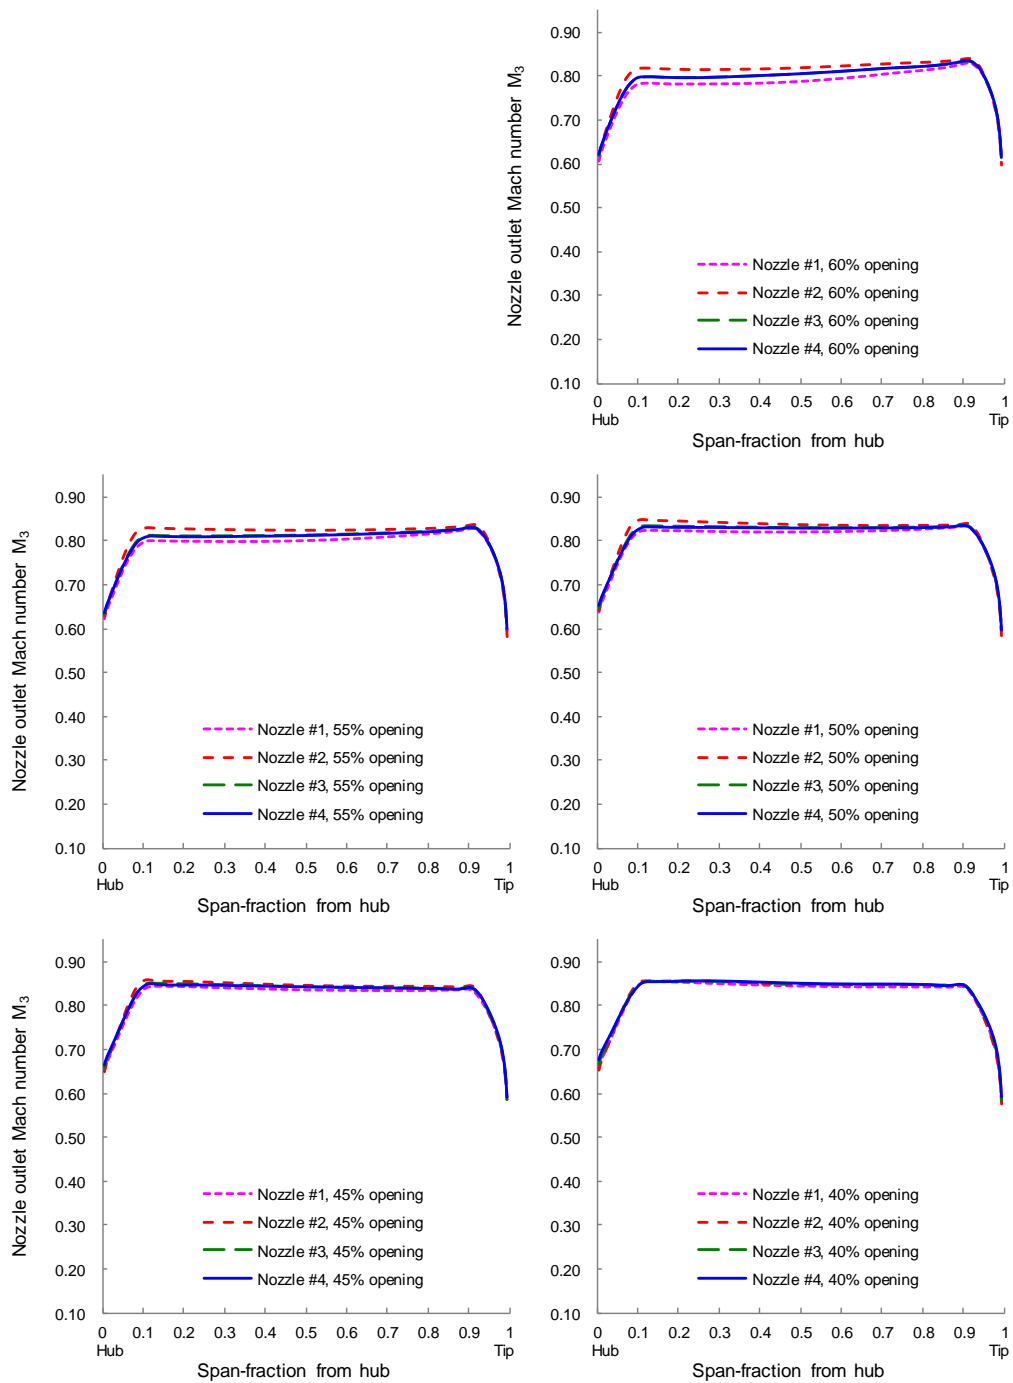 0.90
0.80
0.70
0.60
0.50
0.40
0.30
0.20
0.10
Nozzle outlet Mach number M3
Nozzle #1, 60% opening
Nozzle #2, 60% opening
Nozzle #3, 60% opening
Nozzle #4, 60% opening
0 0.1 0.2 0.3 0.4 0.5 0.6 0.7 0.8 0.9 1
Hub Tip
Span-fraction from hub
0.90
0.80
0.70
0.60
0.50
0.40
0.30
0.20
0.10
Nozzle outlet Mach number M3
Nozzle #1, 55% opening
Nozzle #2, 55% opening
Nozzle #3, 55% opening
Nozzle #4, 55% opening
0 0.1 0.2 0.3 0.4 0.5 0.6 0.7 0.8 0.9 1
Hub Tip
Span-fraction from hub
0.90
0.80
0.70
0.60
0.50
0.40
0.30
0.20
0.10
Nozzle #1, 50% opening
Nozzle #2, 50% opening
Nozzle #3, 50% opening
Nozzle #4, 50% opening
0 0.1 0.2 0.3 0.4 0.5 0.6 0.7 0.8 0.9 1
Hub Tip
Span-fraction from hub
0.90
0.80
0.70
0.60
0.50
0.40
0.30
0.20
0.10
Nozzle outlet Mach number M3
Nozzle #1, 45% opening
Nozzle #2, 45% opening
Nozzle #3, 45% opening
Nozzle #4, 45% opening
0 0.1 0.2 0.3 0.4 0.5 0.6 0.7 0.8 0.9 1
Hub Tip
Span-fraction from hub
0.90
0.80
0.70
0.60
0.50
0.40
0.30
0.20
0.10
Nozzle #1, 40% opening
Nozzle #2, 40% opening
Nozzle #3, 40% opening
Nozzle #4, 40% opening
0 0.1 0.2 0.3 0.4 0.5 0.6 0.7 0.8 0.9 1
Hub Tip
Span-fraction from hub